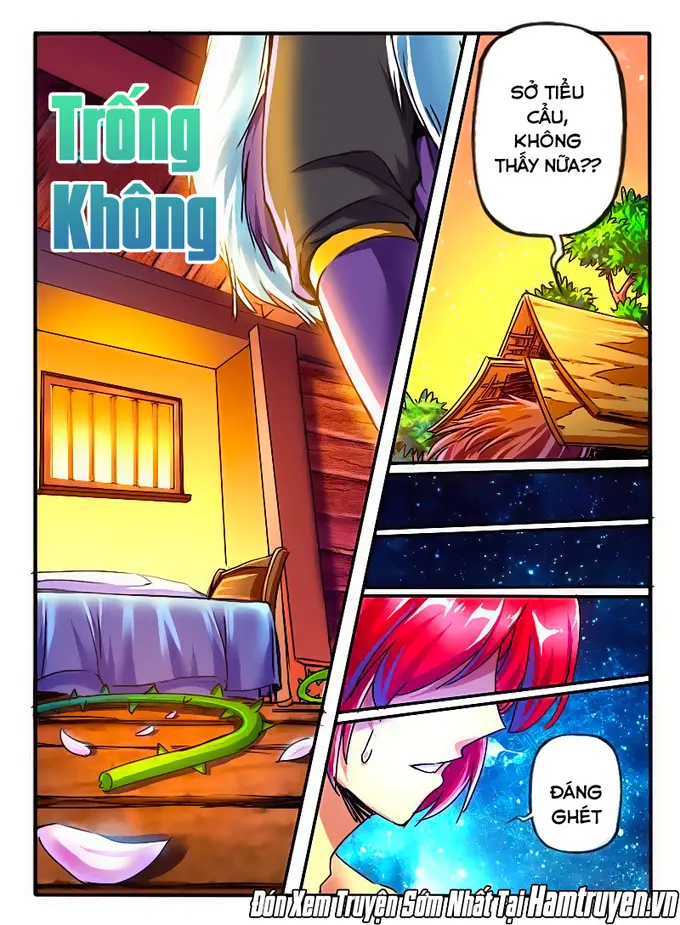 Trống
Không
SỞ TIỂU
CẨU,
KHÔNG
THẤY NỮA??
ĐÁNG
GHÉT
Đón Xem Truyện Sớm Nhất Tại Hamtruyen.vn